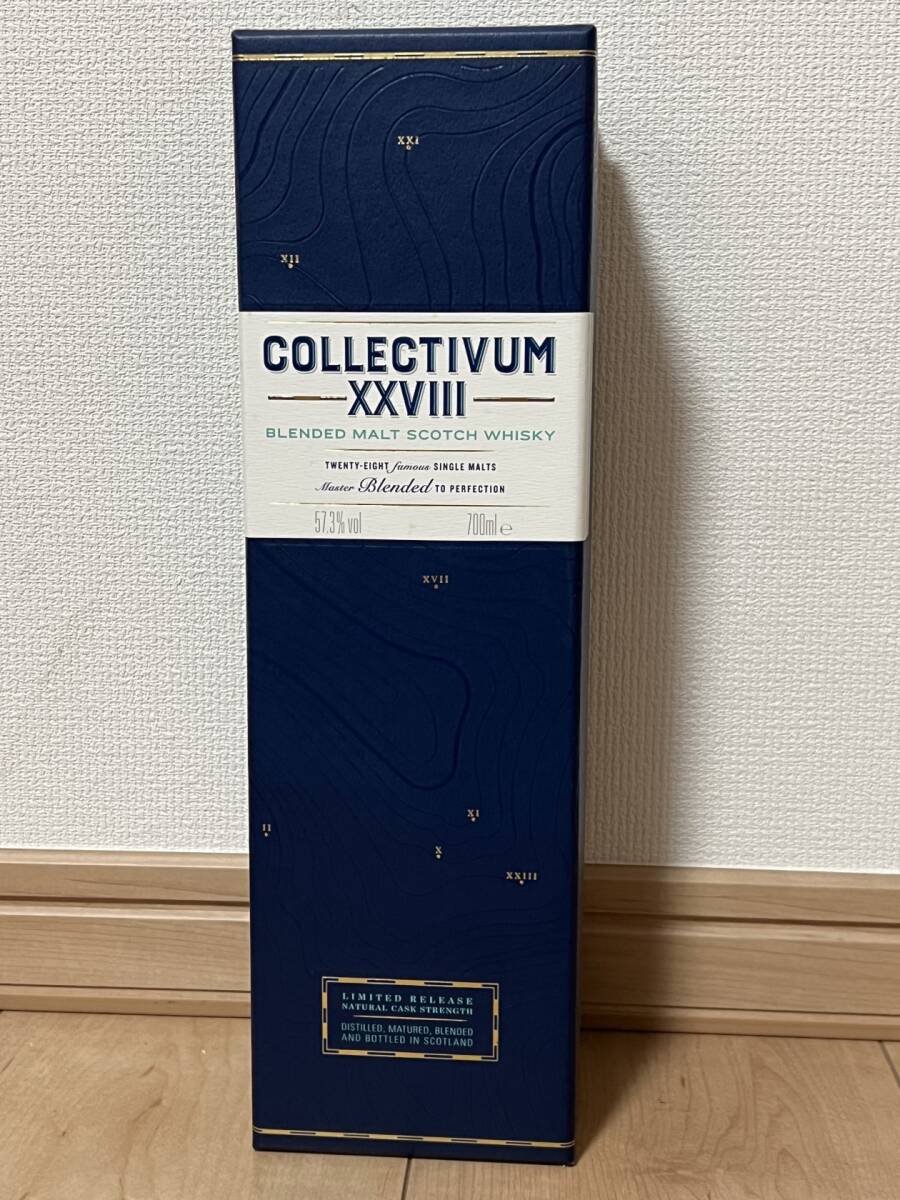 XXI
XII
COLLECTIVUM
XXVIII
BLENDED MALT SCOTCH WHISKY
TWENTY-EIGHT famous SINGLE MALTS
Master Blended TO PERFECTION
57.3% vol 700ml e
XVII
XI
II
X
XXIII
LIMITED RELEASE
NATURAL CASK STRENGTH
DISTILLED, MATURED, BLENDED
AND BOTTLED IN SCOTLAND